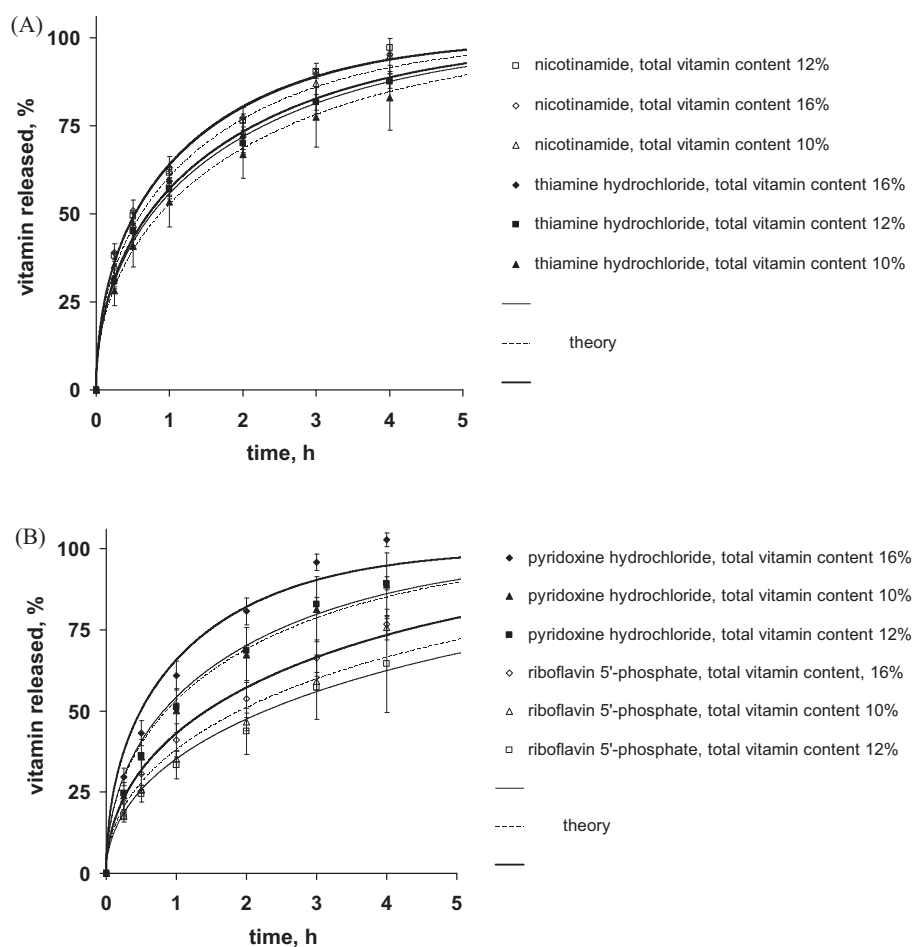 (A)
100
75
50
25
0
vitamin released, %
0 1 2 3 4 5
time, h
nicotinamide, total vitamin content 12%
nicotinamide, total vitamin content 16%
nicotinamide, total vitamin content 10%
thiamine hydrochloride, total vitamin content 16%
thiamine hydrochloride, total vitamin content 12%
thiamine hydrochloride, total vitamin content 10%
theory
(B)
100
75
50
25
0
vitamin released, %
0 1 2 3 4 5
time, h
pyridoxine hydrochloride, total vitamin content 16%
pyridoxine hydrochloride, total vitamin content 10%
pyridoxine hydrochloride, total vitamin content 12%
riboflavin 5'-phosphate, total vitamin content, 16%
riboflavin 5'-phosphate, total vitamin content 10%
riboflavin 5'-phosphate, total vitamin content 12%
theory